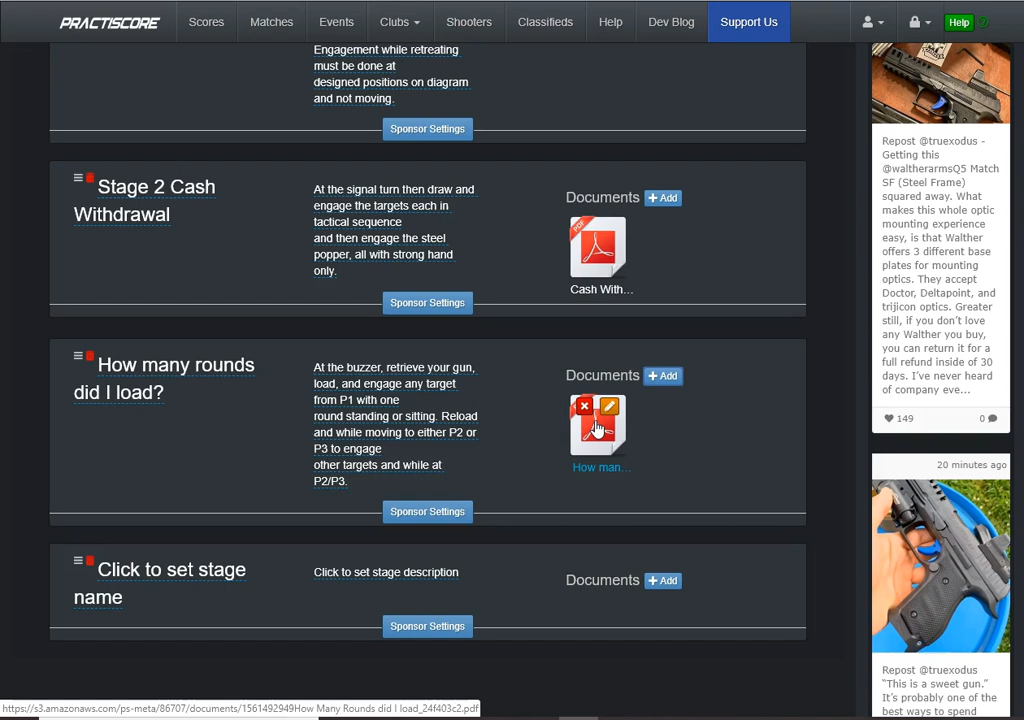 PRACTISCORE
Scores
Matches
Events
Clubs
Shooters
Classifieds
Help
Dev Blog
Support Us
Help
Engagement while retreating
must be done at
designed positions on diagram
and not moving.
Sponsor Settings
Stage 2 Cash
Withdrawal
At the signal turn then draw and
engage the targets each in
tactical sequence
and then engage the steel
popper, all with strong hand
only.
Documents
+ Add
PDF
Cash With...
Sponsor Settings
How many rounds
did I load?
At the buzzer, retrieve your gun,
load, and engage any target
from P1 with one
round standing or sitting. Reload
and while moving to either P2 or
P3 to engage
other targets and while at
P2/P3.
Documents
+ Add
How man...
Sponsor Settings
Click to set stage
name
Click to set stage description
Documents
+ Add
Sponsor Settings
Repost @truexodus -
Getting this
@waltherarmsQ5 Match
SF (Steel Frame)
squared away. What
makes this whole optic
mounting experience
easy, is that Walther
offers 3 different base
plates for mounting
optics. They accept
Doctor, Deltapoint, and
trijicon optics. Greater
still, if you don't love
any Walther you buy,
you can return it for a
full refund inside of 30
days. I've never heard
of company eve...
149
0
20 minutes ago
Repost @truexodus
“This is a sweet gun.”
It's probably one of the
best ways to spend
https://s3.amazonaws.com/ps-meta/86707/documents/1561492949How Many Rounds did I load_24f403c2.pdf